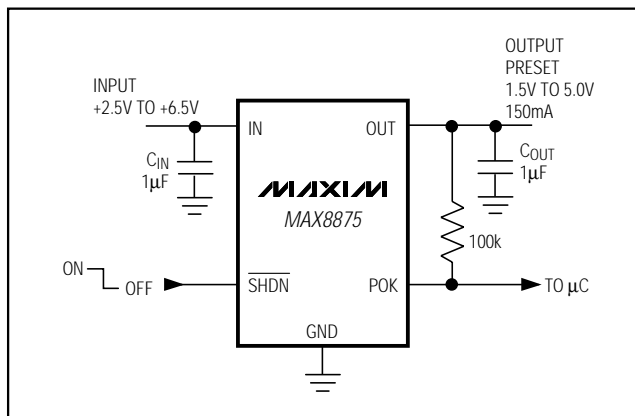 OUTPUT
PRESET
1.5V TO 5.0V
150mA
INPUT
+2.5V TO +6.5V
IN
OUT
CIN
1µF
COUT
1µF
MAXIM
MAX8875
100k
ON
OFF
SHDN
POK
TO µC
GND